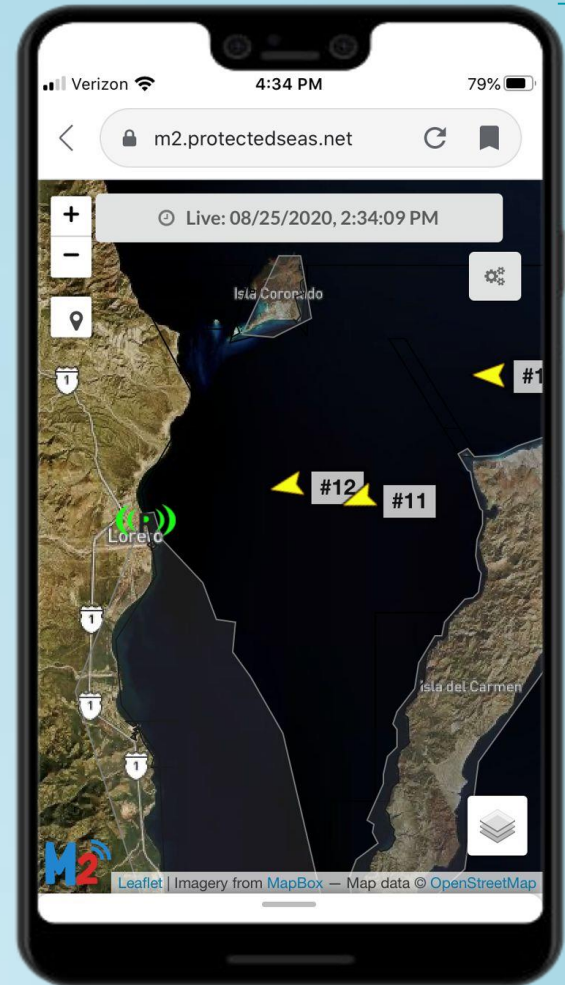 Verizon 4:34 PM 79%
m2.protectedseas.net
+ Live: 08/25/2020, 2:34:09 PM
−
Isla Coronado
1
#1
#12
#11
Loreto
1
isla del Carmen
1
1
M2
Leaflet | Imagery from MapBox — Map data © OpenStreetMap